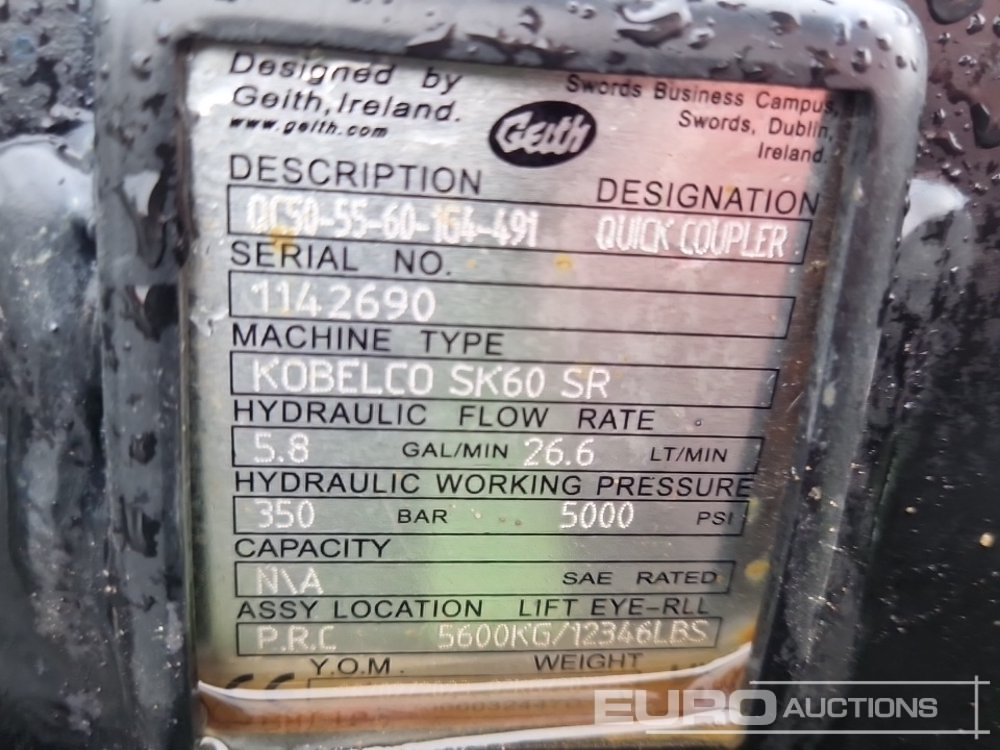 Designed by
Geith, Ireland.
www.geith.com
Geith
Swords Business Campus,
Swords, Dublin,
Ireland.
DESCRIPTION DESIGNATION
QC50-55-60-1G4-491 QUICK COUPLER
SERIAL NO.
1142690
MACHINE TYPE
KOBELCO SK60 SR
HYDRAULIC FLOW RATE
5.8 GAL/MIN 26.6 LT/MIN
HYDRAULIC WORKING PRESSURE
350 BAR 5000 PSI
CAPACITY
N\A SAE RATED
ASSY LOCATION LIFT EYE-RLL
P.R.C 5600KG/12346LBS
Y.O.M. WEIGHT
CE
EURO AUCTIONS